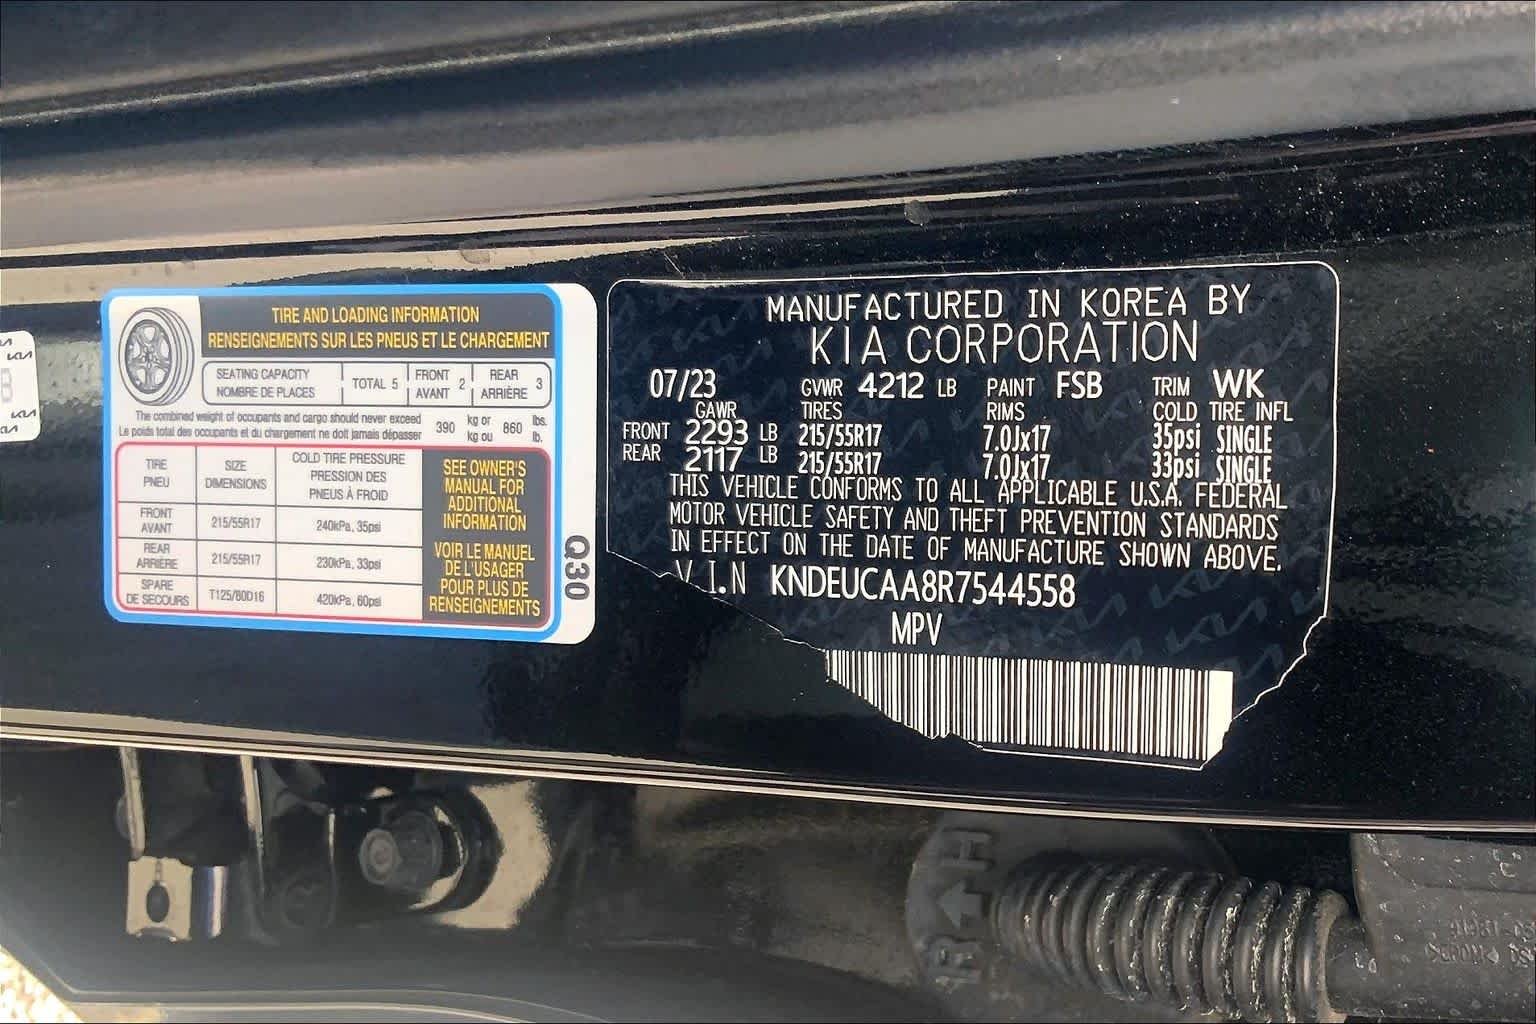 TIRE AND LOADING INFORMATION
RENSEIGNEMENTS SUR LES PNEUS ET LE CHARGEMENT
SEATING CAPACITY
NOMBRE DE PLACES
TOTAL 5
FRONT
AVANT
2
REAR
ARRIÈRE
3
The combined weight of occupants and cargo should never exceed
Le poids total des occupants et du chargement ne doit jamais dépasser
390
kg or
kg ou
860
lbs.
lb.
TIRE
PNEU
SIZE
DIMENSIONS
COLD TIRE PRESSURE
PRESSION DES
PNEUS À FROID
FRONT
AVANT
215/55R17
240kPa, 35psi
REAR
ARRIÈRE
215/55R17
230kPa, 33psi
SPARE
DE SECOURS
T125/80D16
420kPa, 60psi
SEE OWNER'S
MANUAL FOR
ADDITIONAL
INFORMATION
VOIR LE MANUEL
DE L'USAGER
POUR PLUS DE
RENSEIGNEMENTS
Q30
MANUFACTURED IN KOREA BY
KIA CORPORATION
07/23 GVWR 4212 LB PAINT FSB TRIM WK
GAWR TIRES RIMS COLD TIRE INFL
FRONT 2293 LB 215/55R17 7.0Jx17 35psi SINGLE
REAR 2117 LB 215/55R17 7.0Jx17 33psi SINGLE
THIS VEHICLE CONFORMS TO ALL APPLICABLE U.S.A. FEDERAL
MOTOR VEHICLE SAFETY AND THEFT PREVENTION STANDARDS
IN EFFECT ON THE DATE OF MANUFACTURE SHOWN ABOVE.
V.I.N KNDEUCAA8R7544558
MPV
KIA
KIA
H
1R